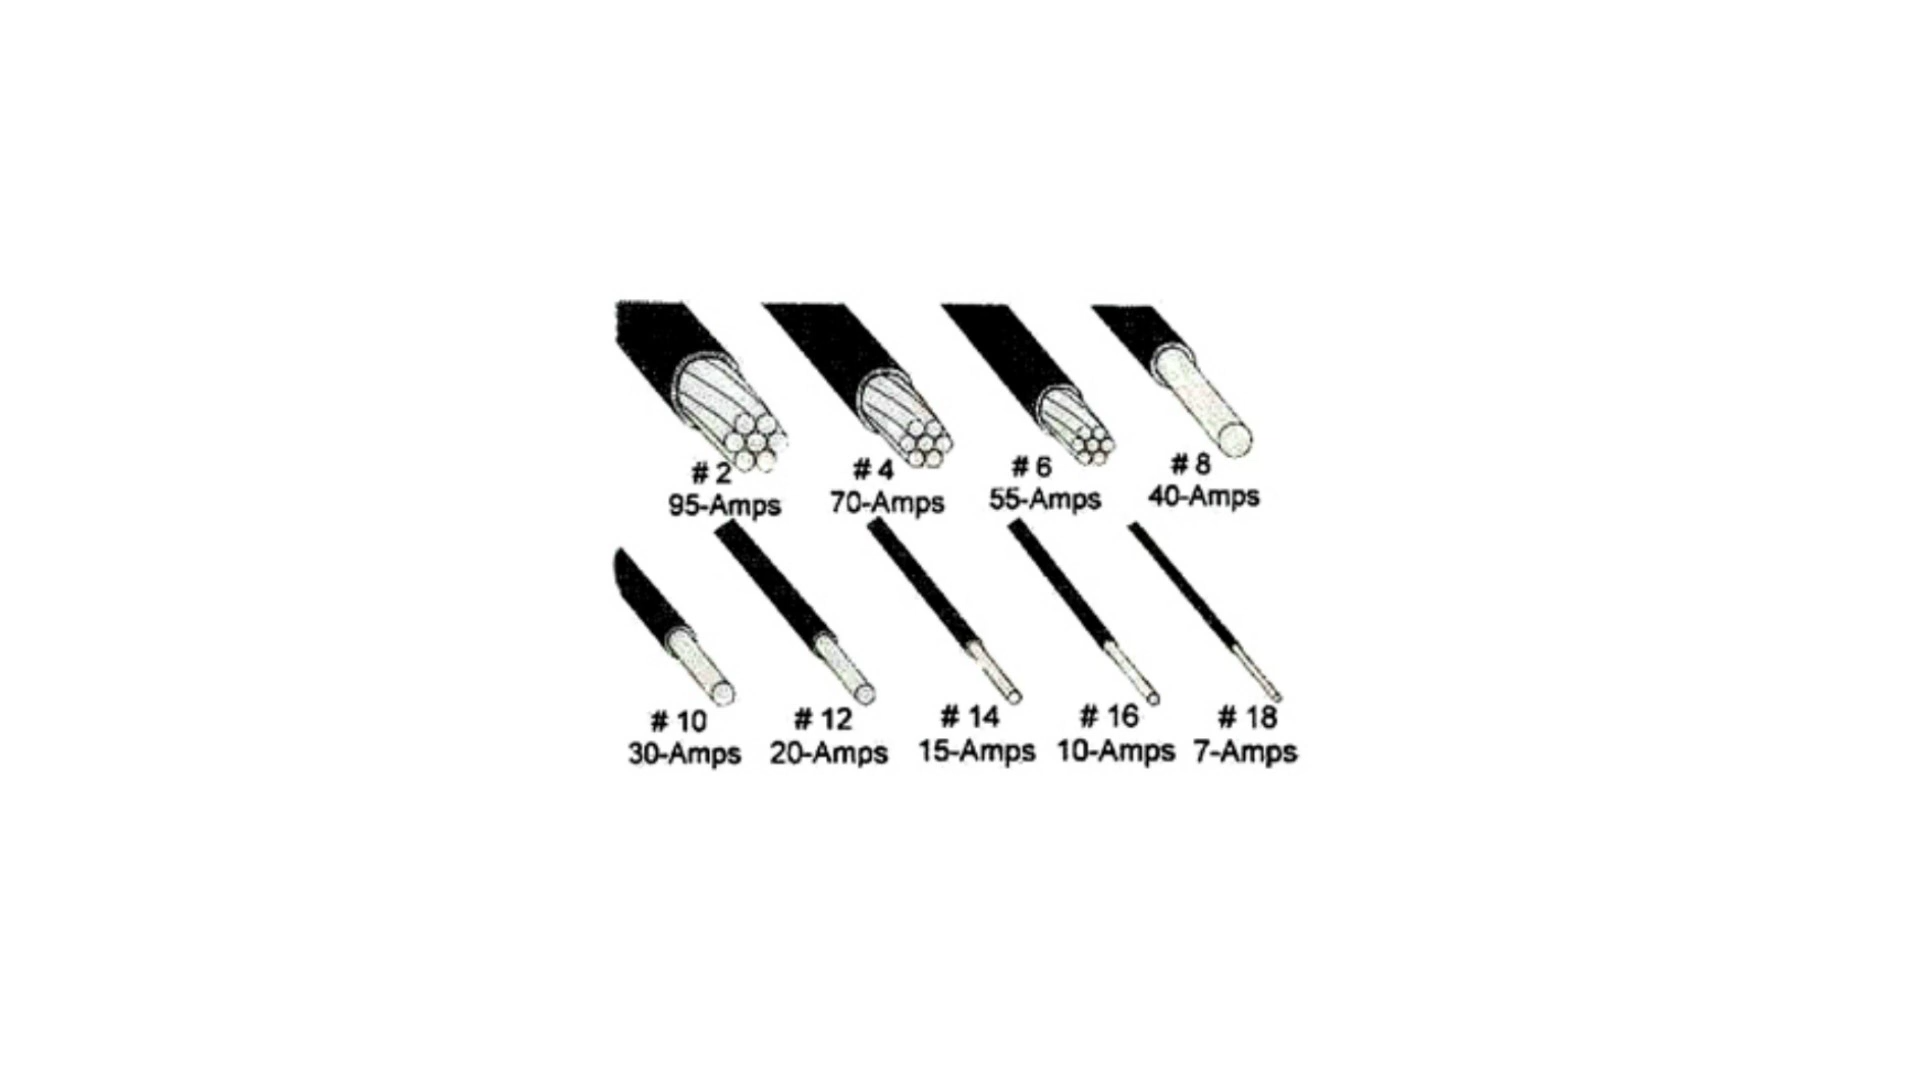 # 2 # 4 # 6 # 8
95-Amps 70-Amps 55-Amps 40-Amps
# 10 # 12 # 14 # 16 # 18
30-Amps 20-Amps 15-Amps 10-Amps 7-Amps